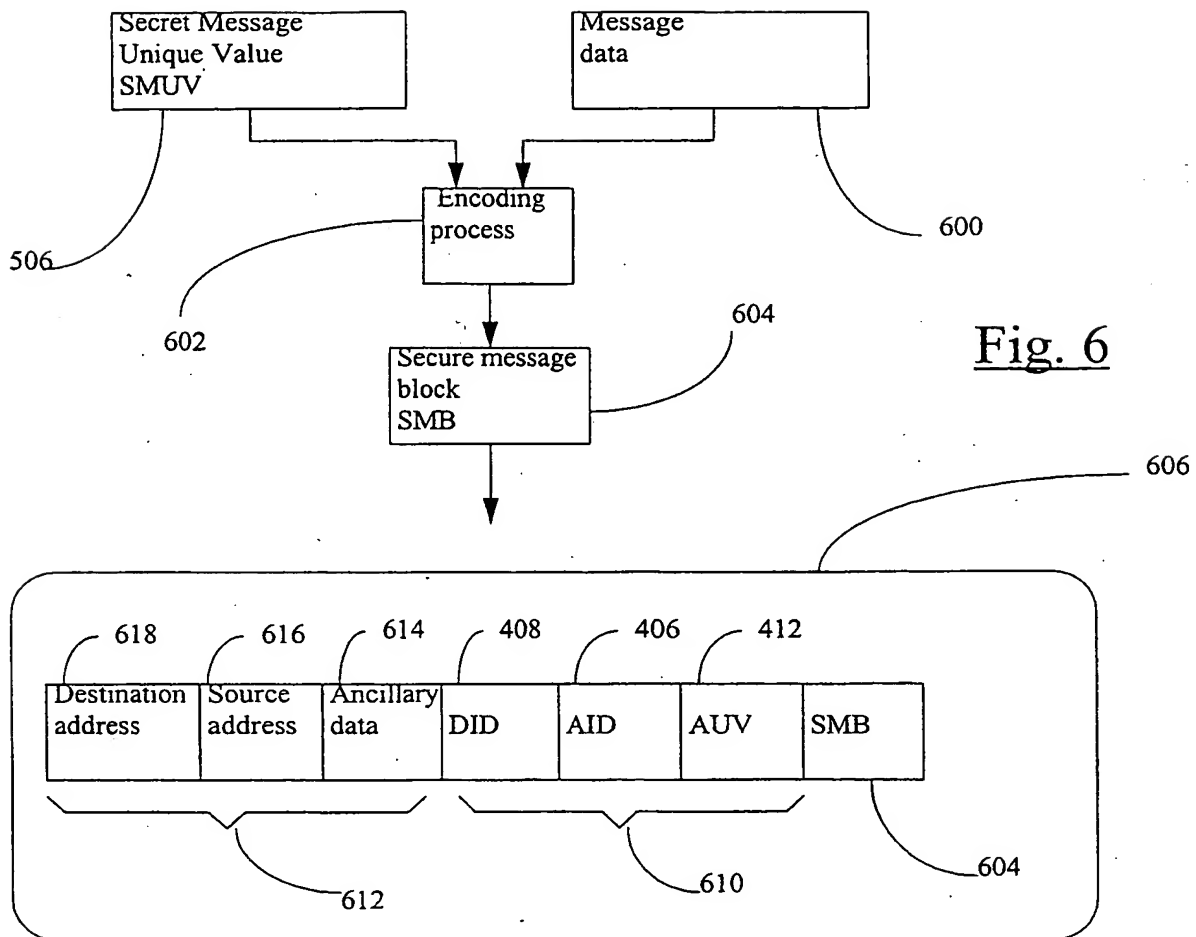 Secret Message
Unique Value
SMUV
Message
data
Encoding
process
506
600
602
604
Secure message
block
SMB
Fig. 6
606
618
616
614
408
406
412
Destination
address
Source
address
Ancillary
data
DID
AID
AUV
SMB
612
610
604